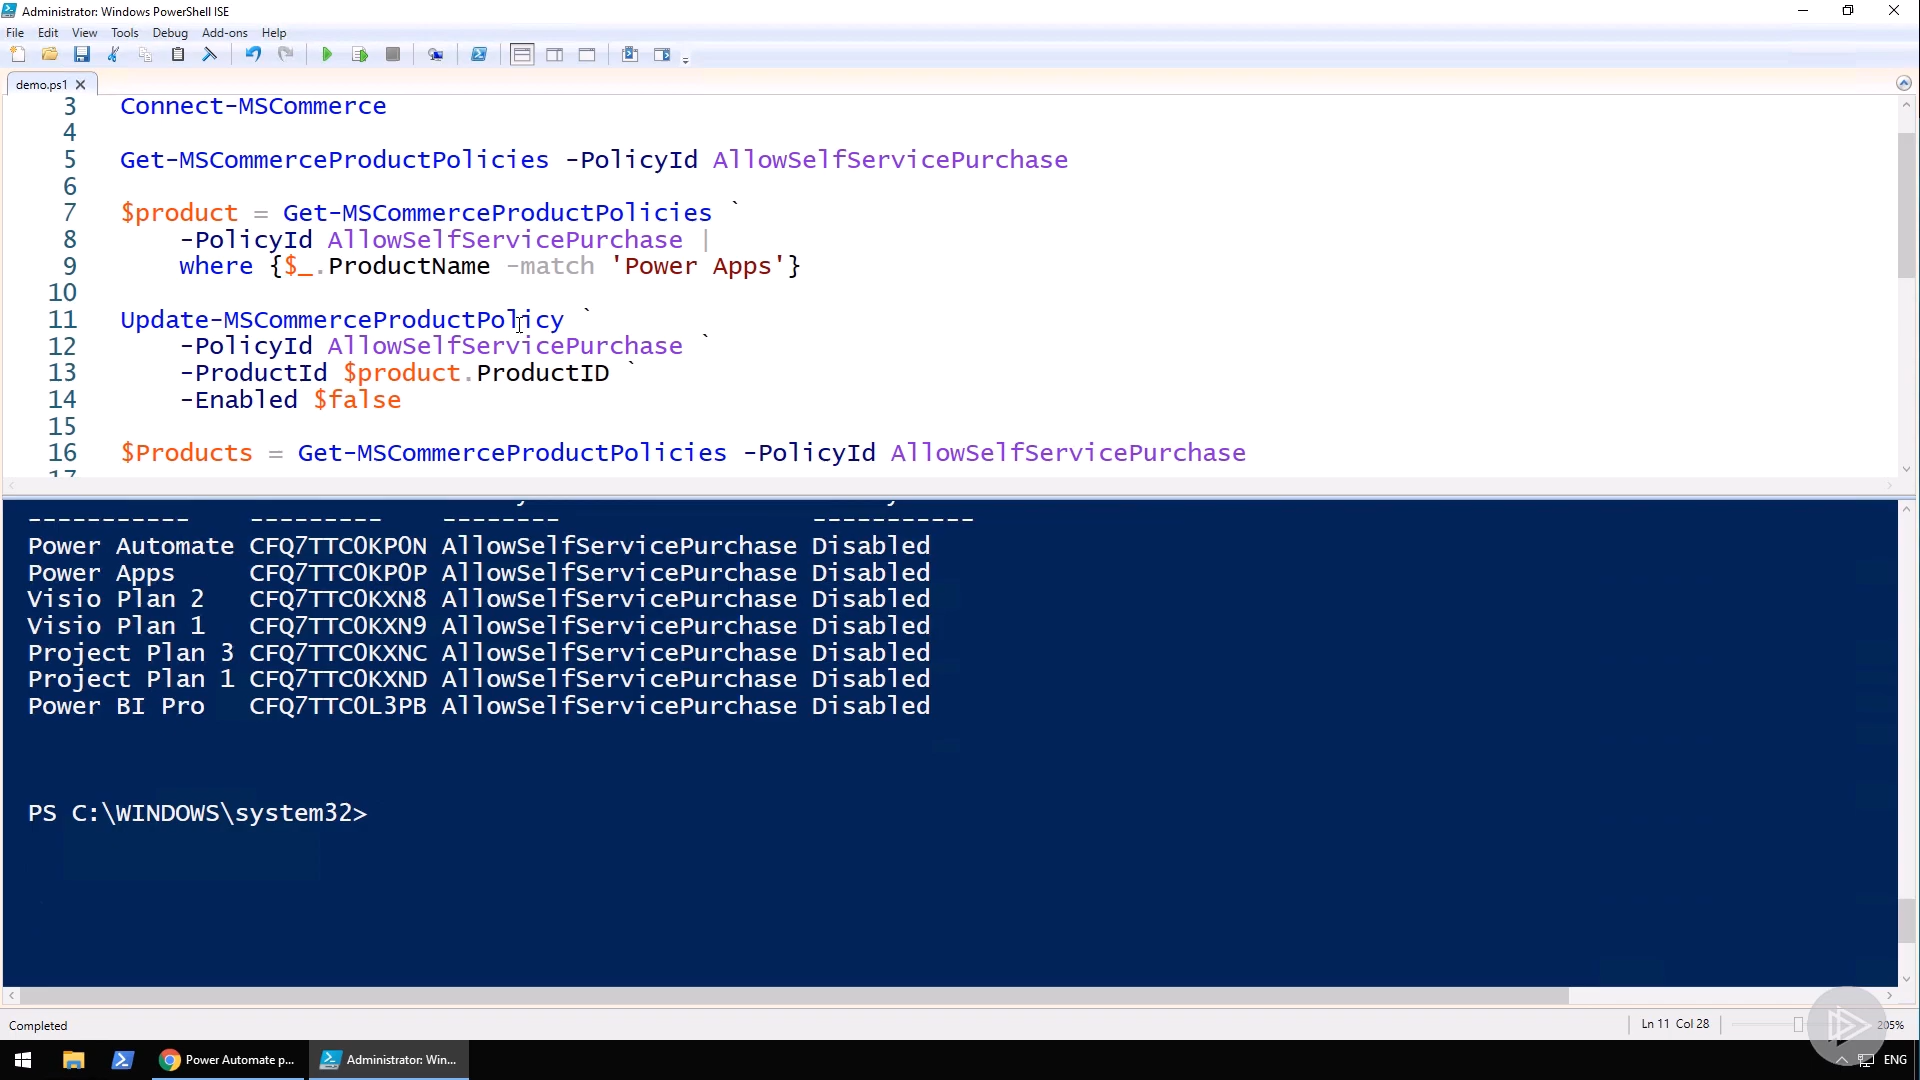 Administrator: Windows PowerShell ISE
File Edit View Tools Debug Add-ons Help
demo.ps1
3 Connect-MSCommerce
4
5 Get-MSCommerceProductPolicies -PolicyId AllowSelfServicePurchase
6
7 $product = Get-MSCommerceProductPolicies `
8 -PolicyId AllowSelfServicePurchase |
9 where {$_.ProductName -match 'Power Apps'}
10
11 Update-MSCommerceProductPolicy `
12 -PolicyId AllowSelfServicePurchase `
13 -ProductId $product.ProductID `
14 -Enabled $false
15
16 $Products = Get-MSCommerceProductPolicies -PolicyId AllowSelfServicePurchase
17
----------- --------- -------- -----------
Power Automate CFQ7TTC0KP0N AllowSelfServicePurchase Disabled
Power Apps CFQ7TTC0KP0P AllowSelfServicePurchase Disabled
Visio Plan 2 CFQ7TTC0KXN8 AllowSelfServicePurchase Disabled
Visio Plan 1 CFQ7TTC0KXN9 AllowSelfServicePurchase Disabled
Project Plan 3 CFQ7TTC0KXNC AllowSelfServicePurchase Disabled
Project Plan 1 CFQ7TTC0KXND AllowSelfServicePurchase Disabled
Power BI Pro CFQ7TTC0L3PB AllowSelfServicePurchase Disabled
PS C:\WINDOWS\system32>
Completed
Ln 11 Col 28
205%
Power Automate p...
Administrator: Win...
ENG